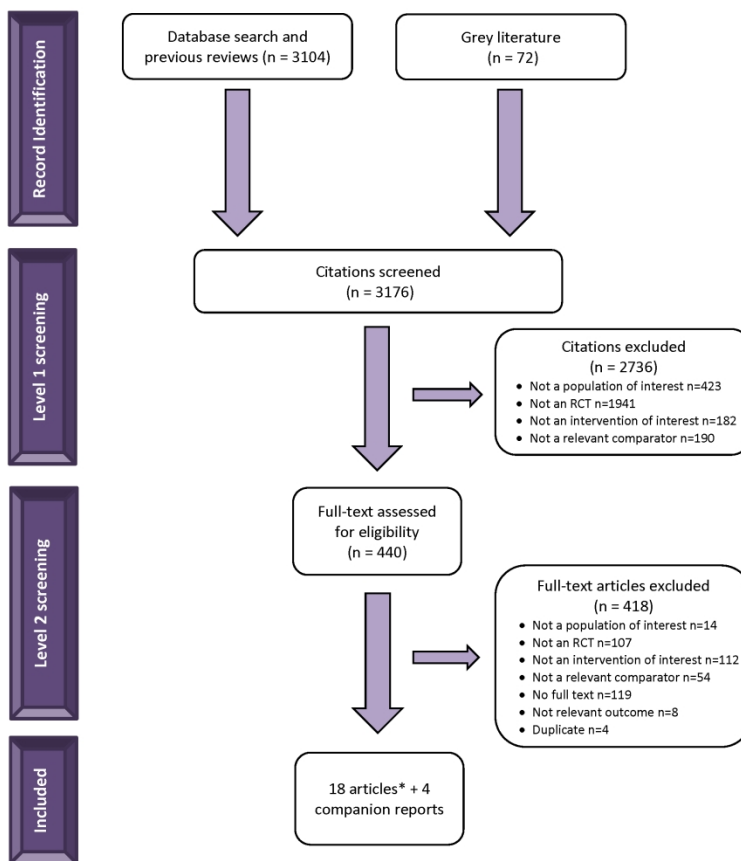 Record Identification
Database search and
previous reviews (n = 3104)
Grey literature
(n = 72)
Level 1 screening
Citations screened
(n = 3176)
Citations excluded
(n = 2736)
• Not a population of interest n=423
• Not an RCT n=1941
• Not an intervention of interest n=182
• Not a relevant comparator n=190
Level 2 screening
Full-text assessed
for eligibility
(n = 440)
Full-text articles excluded
(n = 418)
• Not a population of interest n=14
• Not an RCT n=107
• Not an intervention of interest n=112
• Not a relevant comparator n=54
• No full text n=119
• Not relevant outcome n=8
• Duplicate n=4
Included
18 articles* + 4
companion reports